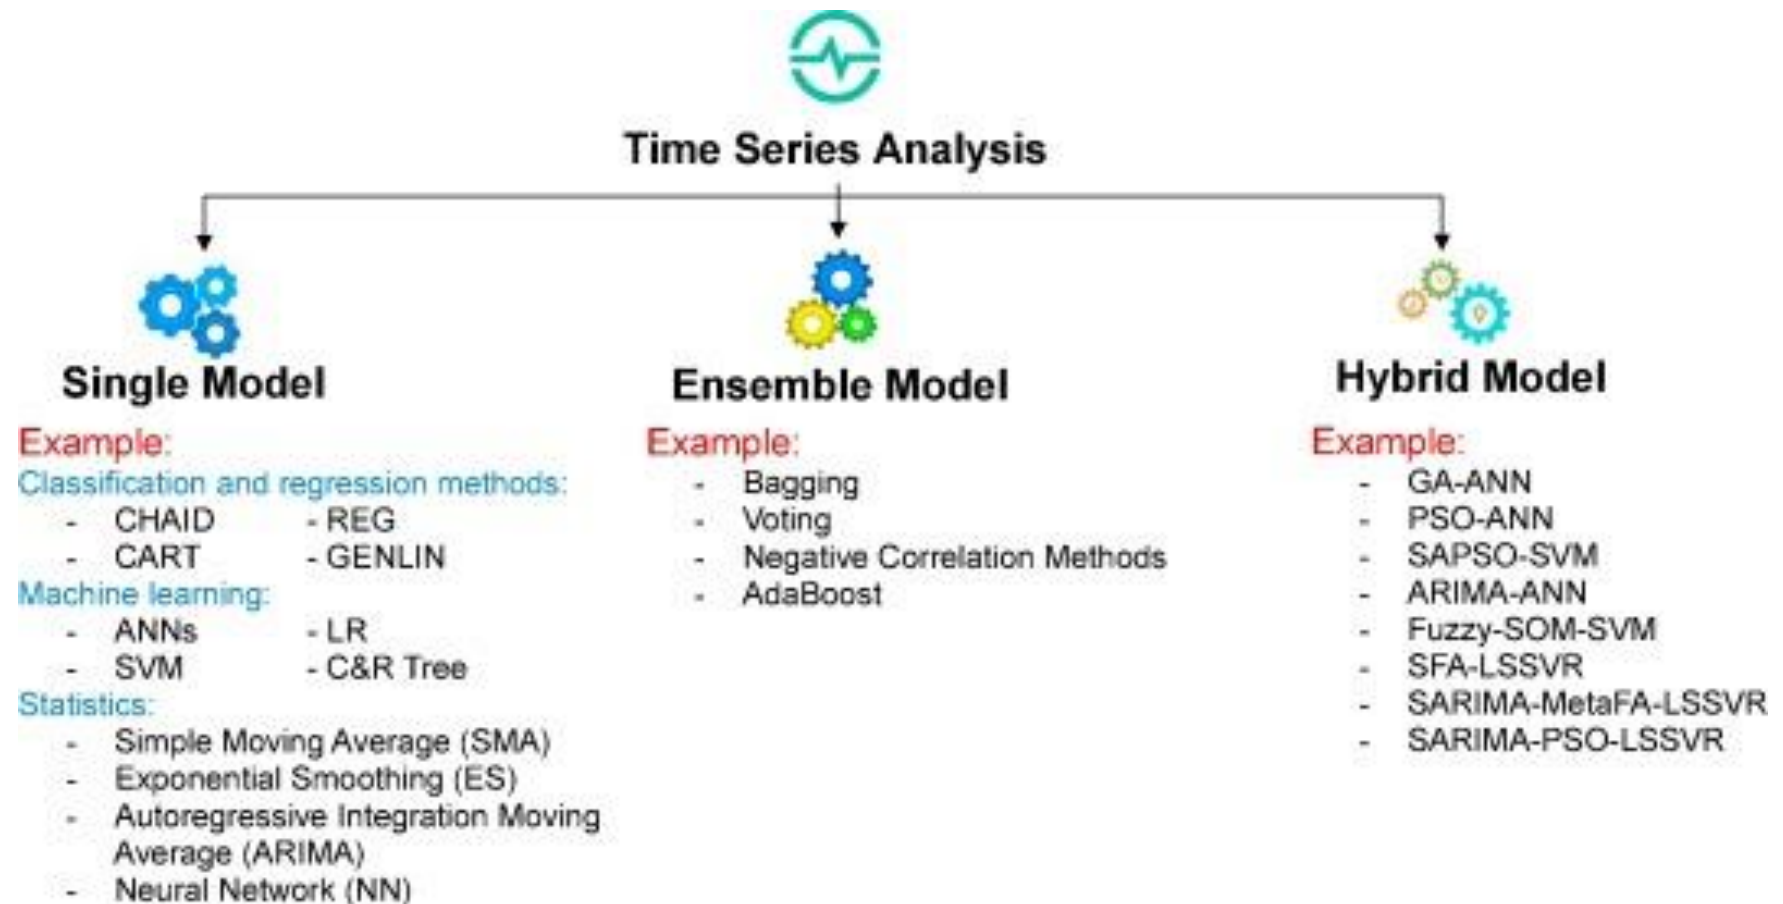 Time Series Analysis
Single Model
Example:
Classification and regression methods:
- CHAID - REG
- CART - GENLIN
Machine learning:
- ANNs - LR
- SVM - C&R Tree
Statistics:
- Simple Moving Average (SMA)
- Exponential Smoothing (ES)
- Autoregressive Integration Moving
Average (ARIMA)
- Neural Network (NN)
Ensemble Model
Example:
- Bagging
- Voting
- Negative Correlation Methods
- AdaBoost
Hybrid Model
Example:
- GA-ANN
- PSO-ANN
- SAPSO-SVM
- ARIMA-ANN
- Fuzzy-SOM-SVM
- SFA-LSSVR
- SARIMA-MetaFA-LSSVR
- SARIMA-PSO-LSSVR